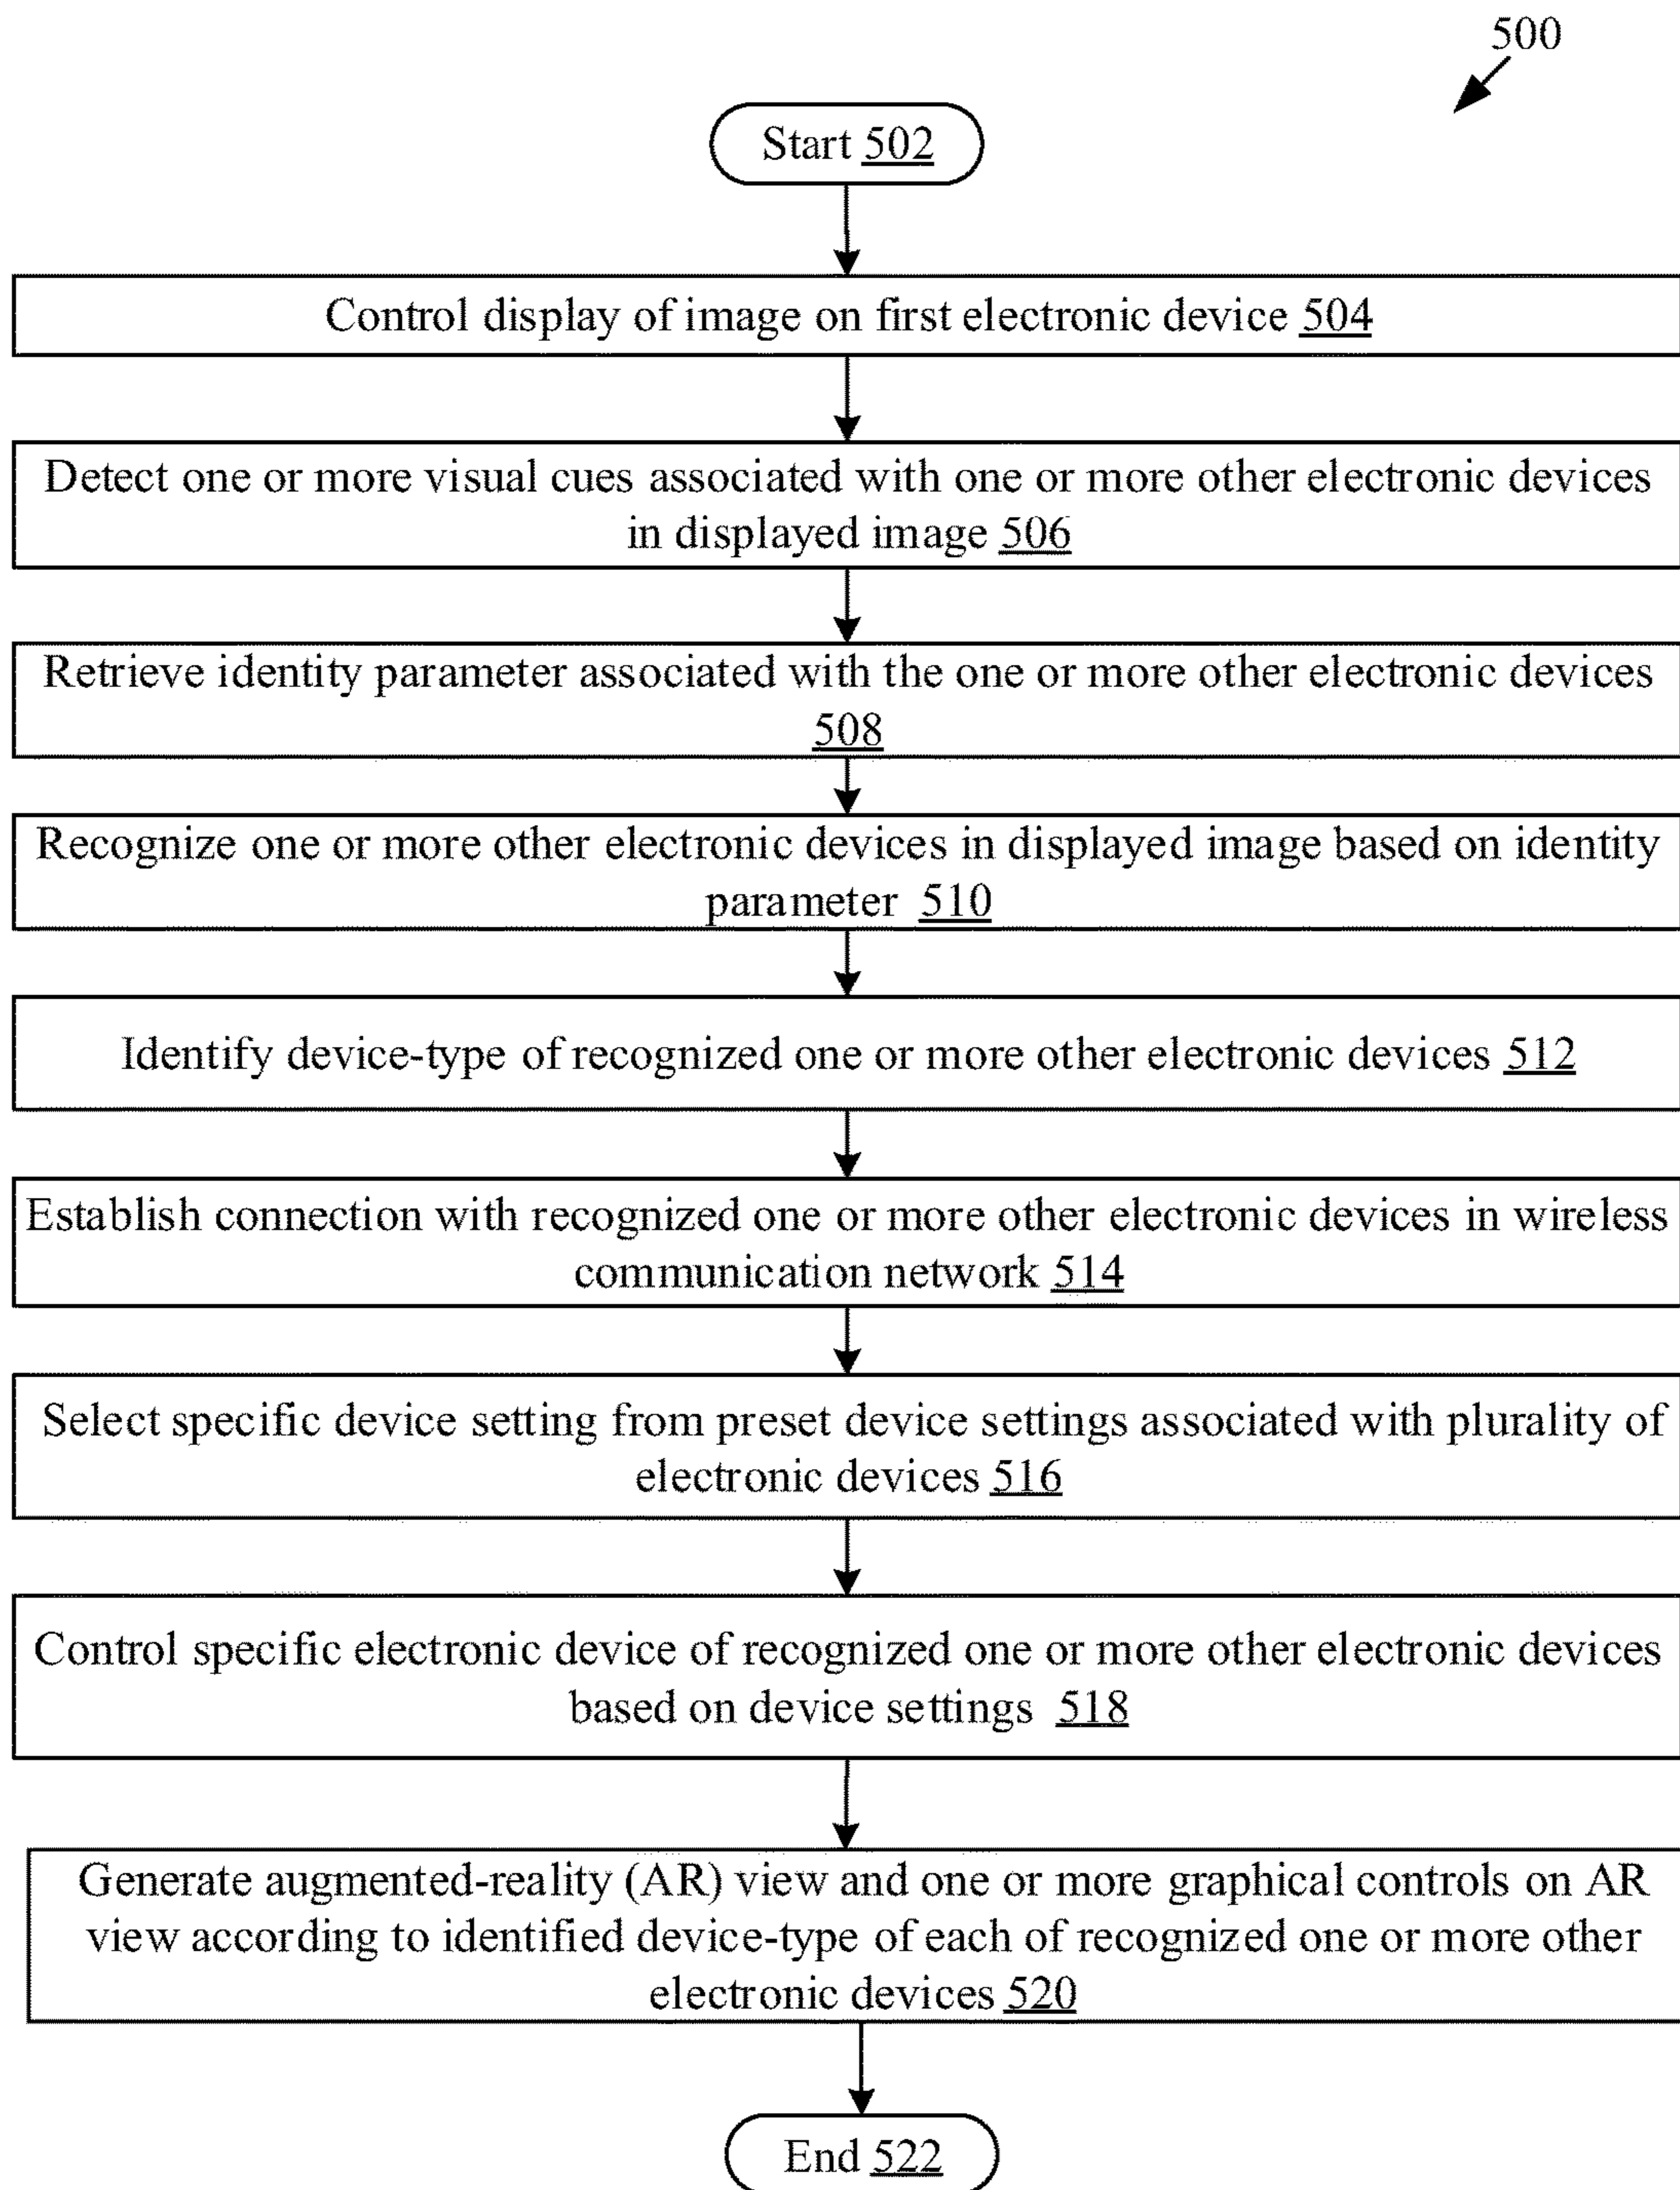 500
Start 502
Control display of image on first electronic device 504
Detect one or more visual cues associated with one or more other electronic devices
in displayed image 506
Retrieve identity parameter associated with the one or more other electronic devices
508
Recognize one or more other electronic devices in displayed image based on identity
parameter 510
Identify device-type of recognized one or more other electronic devices 512
Establish connection with recognized one or more other electronic devices in wireless
communication network 514
Select specific device setting from preset device settings associated with plurality of
electronic devices 516
Control specific electronic device of recognized one or more other electronic devices
based on device settings 518
Generate augmented-reality (AR) view and one or more graphical controls on AR
view according to identified device-type of each of recognized one or more other
electronic devices 520
End 522